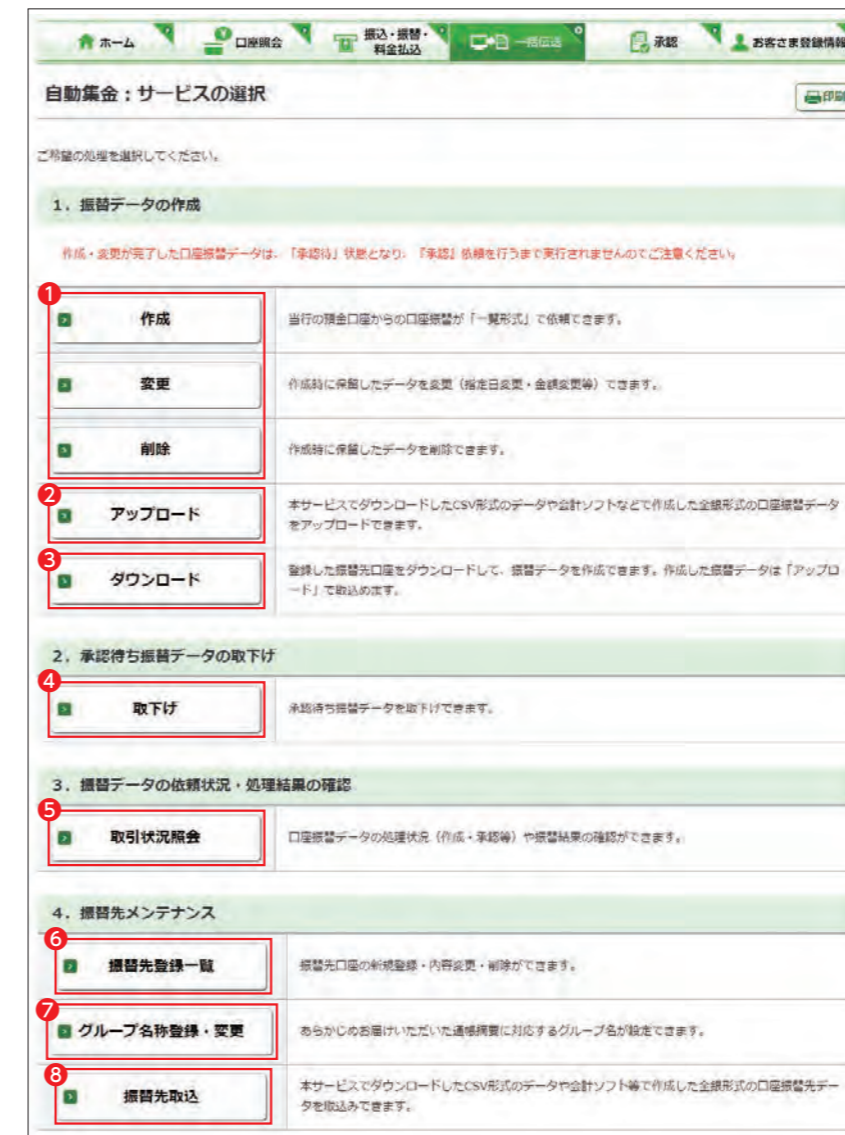 ホーム 口座照会 振込・振替・料金払込 一括伝送 承認 お客さま登録情報
自動集金：サービスの選択 印刷
ご希望の処理を選択してください。
1．振替データの作成
作成・変更が完了した口座振替データは、「承認待」状態となり、『承認』依頼を行うまで実行されませんのでご注意ください。
1
作成 当行の預金口座からの口座振替が「一覧形式」で依頼できます。
変更 作成時に保留したデータを変更（指定日変更・金額変更等）できます。
削除 作成時に保留したデータを削除できます。
2
アップロード 本サービスでダウンロードしたCSV形式のデータや会計ソフトなどで作成した全銀形式の口座振替データ
をアップロードできます。
3
ダウンロード 登録した振替先口座をダウンロードして、振替データを作成できます。作成した振替データは「アップロ
ード」で取込めます。
2．承認待ち振替データの取下げ
4
取下げ 承認待ち振替データを取下げできます。
3．振替データの依頼状況・処理結果の確認
5
取引状況照会 口座振替データの処理状況（作成・承認等）や振替結果の確認ができます。
4．振替先メンテナンス
6
振替先登録一覧 振替先口座の新規登録・内容変更・削除ができます。
7
グループ名称登録・変更 あらかじめお届けいただいた通帳摘要に対応するグループ名が設定できます。
8
振替先取込 本サービスでダウンロードしたCSV形式のデータや会計ソフト等で作成した全銀形式の口座振替先デー
タを取込みできます。